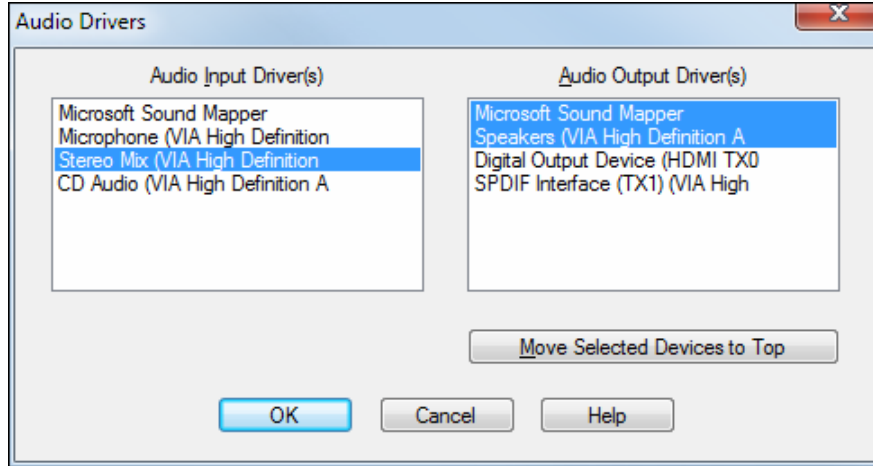 Audio Drivers
Audio Input Driver(s)
Audio Output Driver(s)
Microsoft Sound Mapper
Microphone (VIA High Definition
Stereo Mix (VIA High Definition
CD Audio (VIA High Definition A
Microsoft Sound Mapper
Speakers (VIA High Definition A
Digital Output Device (HDMI TX0
SPDIF Interface (TX1) (VIA High
Move Selected Devices to Top
OK
Cancel
Help